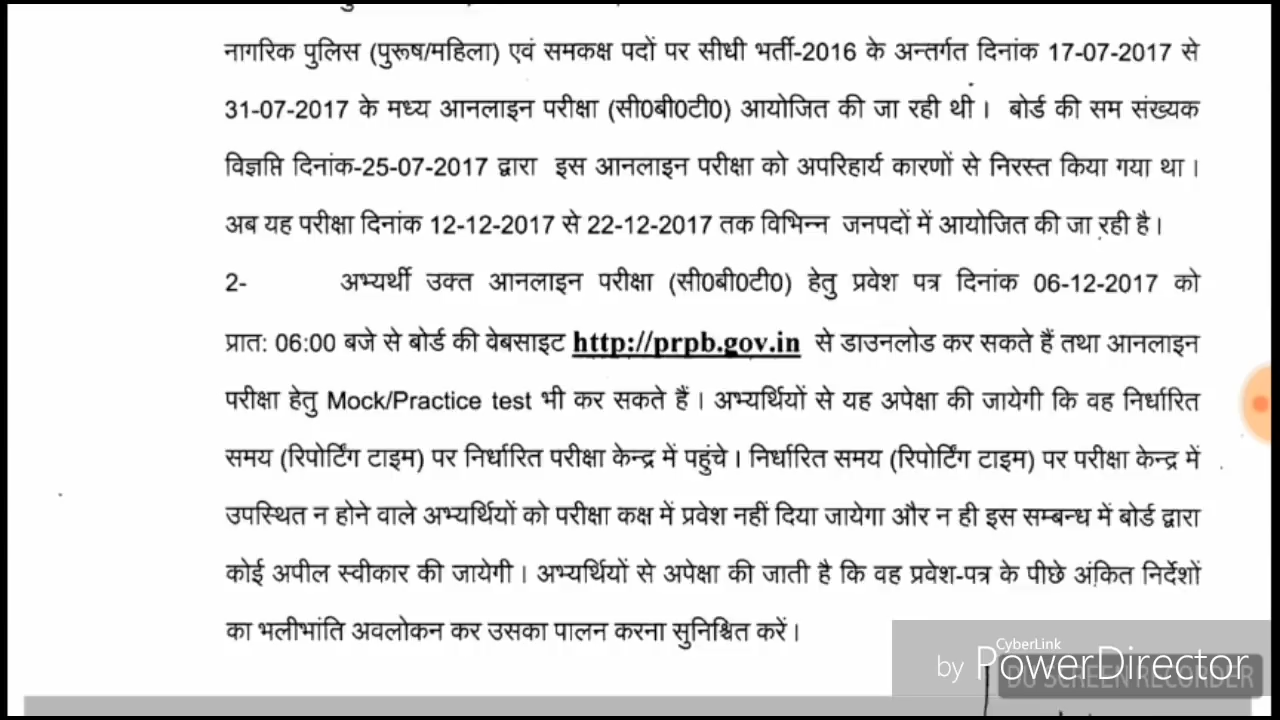 नागरिक पुलिस (पुरूष/महिला) एवं समकक्ष पदों पर सीधी भर्ती-2016 के अन्तर्गत दिनांक 17-07-2017 से
31-07-2017 के मध्य आनलाइन परीक्षा (सी0बी0टी0) आयोजित की जा रही थी। बोर्ड की सम संख्यक
विज्ञप्ति दिनांक-25-07-2017 द्वारा इस आनलाइन परीक्षा को अपरिहार्य कारणों से निरस्त किया गया था।
अब यह परीक्षा दिनांक 12-12-2017 से 22-12-2017 तक विभिन्न जनपदों में आयोजित की जा रही है।
2- अभ्यर्थी उक्त आनलाइन परीक्षा (सी0बी0टी0) हेतु प्रवेश पत्र दिनांक 06-12-2017 को
प्रातः 06:00 बजे से बोर्ड की वेबसाइट http://prpb.gov.in से डाउनलोड कर सकते हैं तथा आनलाइन
परीक्षा हेतु Mock/Practice test भी कर सकते हैं। अभ्यर्थियों से यह अपेक्षा की जायेगी कि वह निर्धारित
समय (रिपोर्टिंग टाइम) पर निर्धारित परीक्षा केन्द्र में पहुंचे। निर्धारित समय (रिपोर्टिंग टाइम) पर परीक्षा केन्द्र में
उपस्थित न होने वाले अभ्यर्थियों को परीक्षा कक्ष में प्रवेश नहीं दिया जायेगा और न ही इस सम्बन्ध में बोर्ड द्वारा
कोई अपील स्वीकार की जायेगी। अभ्यर्थियों से अपेक्षा की जाती है कि वह प्रवेश-पत्र के पीछे अंकित निर्देशों
का भलीभांति अवलोकन कर उसका पालन करना सुनिश्चित करें।
CyberLink
by PowerDirector
DU SCREEN RECORDER